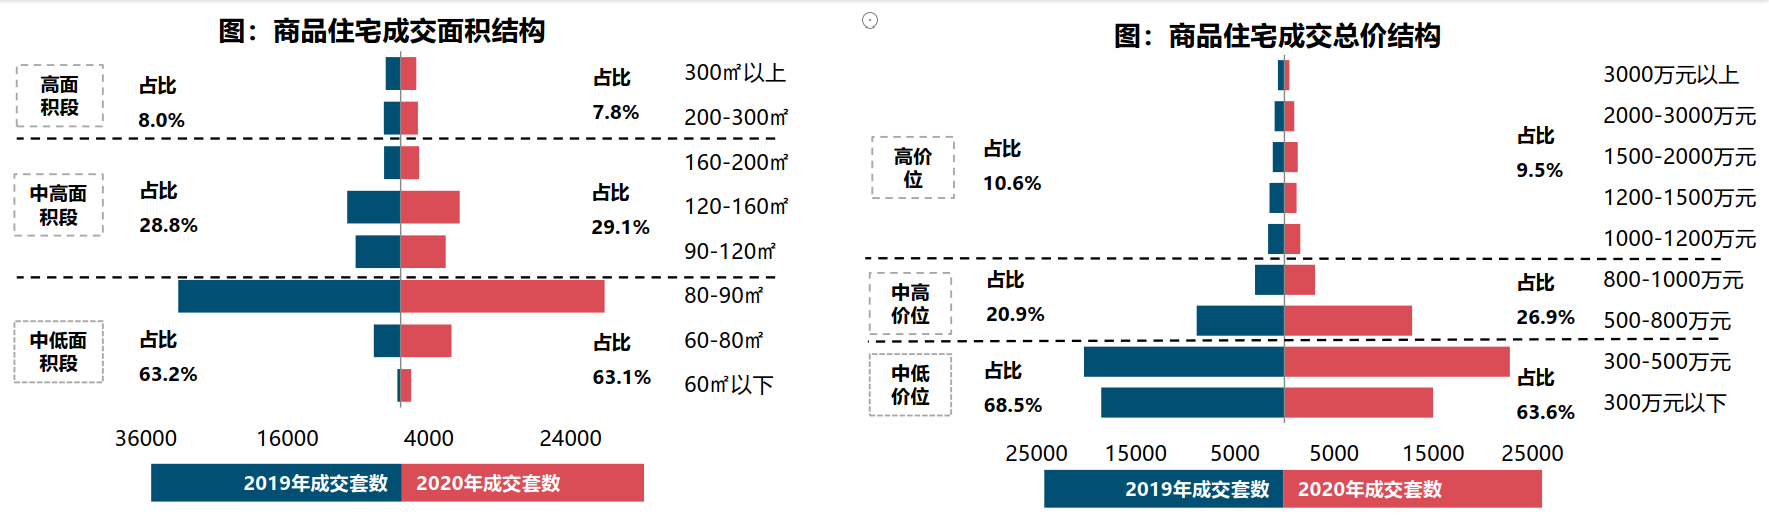 图：商品住宅成交面积结构
高面
积段
占比
8.0%
占比
7.8%
300㎡以上
200-300㎡
中高面
积段
占比
28.8%
占比
29.1%
160-200㎡
120-160㎡
90-120㎡
中低面
积段
占比
63.2%
占比
63.1%
80-90㎡
60-80㎡
60㎡以下
36000 16000 4000 24000
2019年成交套数 2020年成交套数
图：商品住宅成交总价结构
高价
位
占比
10.6%
占比
9.5%
3000万元以上
2000-3000万元
1500-2000万元
1200-1500万元
1000-1200万元
中高
价位
占比
20.9%
占比
26.9%
800-1000万元
500-800万元
中低
价位
占比
68.5%
占比
63.6%
300-500万元
300万元以下
25000 15000 5000 5000 15000 25000
2019年成交套数 2020年成交套数